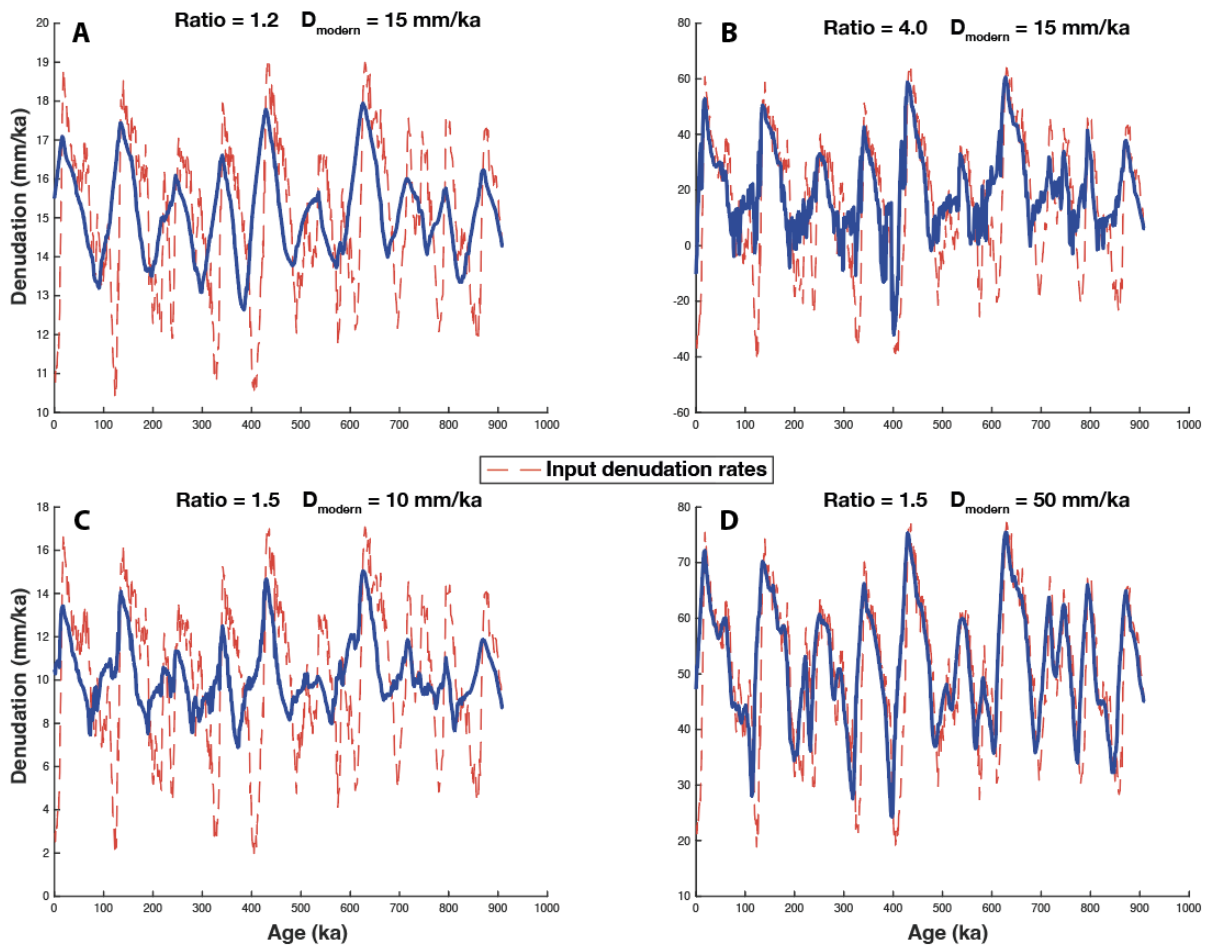 A
Ratio = 1.2 D_modern = 15 mm/ka
B
Ratio = 4.0 D_modern = 15 mm/ka
Denudation (mm/ka)
20
19
18
17
16
15
14
13
12
11
10
0 100 200 300 400 500 600 700 800 900 1000
80
60
40
20
0
-20
-40
-60
0 100 200 300 400 500 600 700 800 900 1000
Input denudation rates
C
Ratio = 1.5 D_modern = 10 mm/ka
D
Ratio = 1.5 D_modern = 50 mm/ka
Denudation (mm/ka)
18
16
14
12
10
8
6
4
2
0
0 100 200 300 400 500 600 700 800 900 1000
Age (ka)
80
70
60
50
40
30
20
10
0 100 200 300 400 500 600 700 800 900 1000
Age (ka)